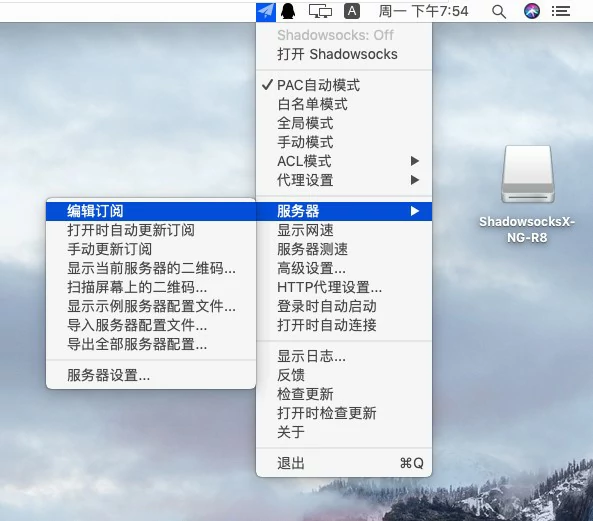 A
周一 下午7:54
Shadowsocks: Off
打开 Shadowsocks
PAC自动模式
白名单模式
全局模式
手动模式
ACL模式
代理设置
服务器
显示网速
服务器测速
高级设置...
HTTP代理设置...
登录时自动启动
打开时自动连接
显示日志...
反馈
检查更新
打开时检查更新
关于
退出 ⌘Q
编辑订阅
打开时自动更新订阅
手动更新订阅
显示当前服务器的二维码...
扫描屏幕上的二维码...
显示示例服务器配置文件...
导入服务器配置文件...
导出全部服务器配置...
服务器设置...
ShadowsocksX-
NG-R8